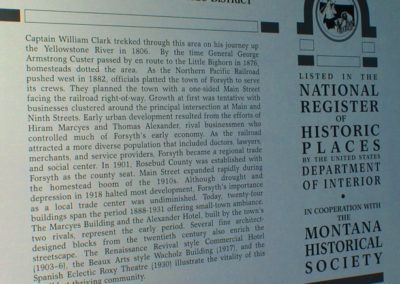 DISTRICT
Captain William Clark trekked through this area on his journey up
the Yellowstone River in 1806. By the time General George
Armstrong Custer passed by en route to the Little Bighorn in 1876,
homesteads dotted the area. As the Northern Pacific Railroad
pushed west in 1882, officials platted the town of Forsyth to serve
its crews. They planned the town with a one-sided Main Street
facing the railroad right-of-way. Growth at first was tentative with
businesses clustered around the principal intersection at Main and
Ninth Streets. Early urban development resulted from the efforts of
Hiram Marcyes and Thomas Alexander, rival businessmen who
controlled much of Forsyth's early economy. As the railroad
attracted a more diverse population that included doctors, lawyers,
merchants, and service providers, Forsyth became a regional trade
and social center. In 1901, Rosebud County was established with
Forsyth as the county seat. Main Street expanded rapidly during
the homestead boom of the 1910s. Although drought and
depression in 1918 halted most development, Forsyth's importance
as a local trade center was undiminished. Today, twenty-four
buildings span the period 1888-1931 offering small-town ambiance.
The Marcyes Building and the Alexander Hotel, built by the town's
two rivals, represent the early period. Several fine architect-
designed blocks from the twentieth century also enrich the
streetscape. The Renaissance Revival style Commercial Hotel
(1903-6), the Beaux Arts style Wacholz Building (1917), and the
Spanish Eclectic Roxy Theatre (1930) illustrate the vitality of this
thriving community.
LISTED IN THE
NATIONAL
REGISTER
OF
HISTORIC
PLACES
BY THE UNITED STATES
DEPARTMENT
OF INTERIOR
IN COOPERATION WITH
THE
MONTANA
HISTORICAL
SOCIETY